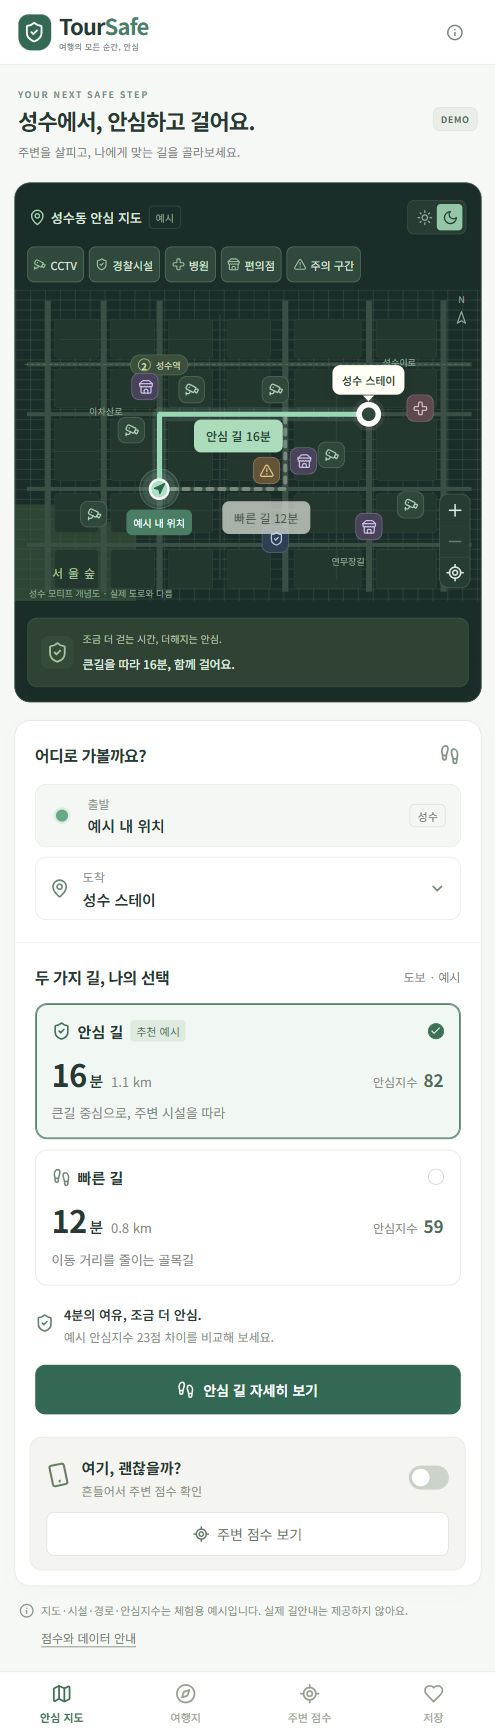 TourSafe
여행의 모든 순간, 안심
YOUR NEXT SAFE STEP
성수에서, 안심하고 걸어요.
DEMO
주변을 살피고, 나에게 맞는 길을 골라보세요.
성수동 안심 지도 예시
CCTV 경찰시설 병원 편의점 주의 구간
N
2 성수역
성수이로
성수 스테이
아차산로
안심 길 16분
예시 내 위치
빠른 길 12분
연무장길
서울숲
성수 모티프 개념도 · 실제 도로와 다름
조금 더 걷는 시간, 더해지는 안심.
큰길을 따라 16분, 함께 걸어요.
어디로 가볼까요?
출발
예시 내 위치
성수
도착
성수 스테이
두 가지 길, 나의 선택
도보 · 예시
안심 길 추천 예시
16분 1.1 km
안심지수 82
큰길 중심으로, 주변 시설을 따라
빠른 길
12분 0.8 km
안심지수 59
이동 거리를 줄이는 골목길
4분의 여유, 조금 더 안심.
예시 안심지수 23점 차이를 비교해 보세요.
안심 길 자세히 보기
여기, 괜찮을까?
흔들어서 주변 점수 확인
주변 점수 보기
지도·시설·경로·안심지수는 체험용 예시입니다. 실제 길안내는 제공하지 않아요.
점수와 데이터 안내
안심 지도 여행지 주변 점수 저장